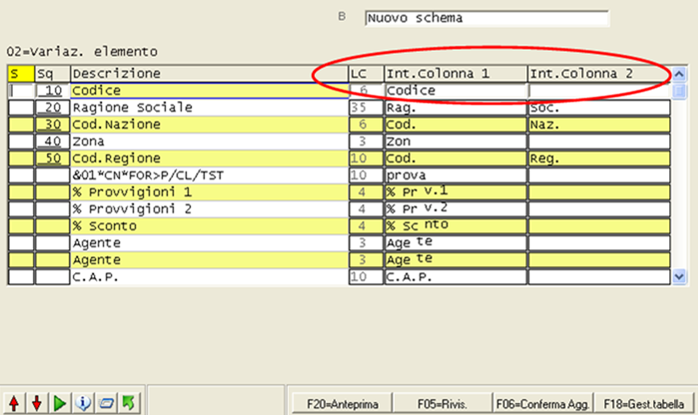 B Nuovo schema
O2=Variaz. elemento
S Sq Descrizione LC Int.Colonna 1 Int.Colonna 2
10 Codice 6 Codice
20 Ragione Sociale 35 Rag. Soc.
30 Cod.Nazione 6 Cod. Naz.
40 Zona 3 Zon
50 Cod.Regione 10 Cod. Reg.
&01*CN*FOR>P/CL/TST 10 prova
% Provvigioni 1 4 % Pr v.1
% Provvigioni 2 4 % Pr v.2
% Sconto 4 % Sc nto
Agente 3 Age te
Agente 3 Age te
C.A.P. 10 C.A.P.
F20=Anteprima F05=Rivis. F06=Conferma Agg. F18=Gest.tabella